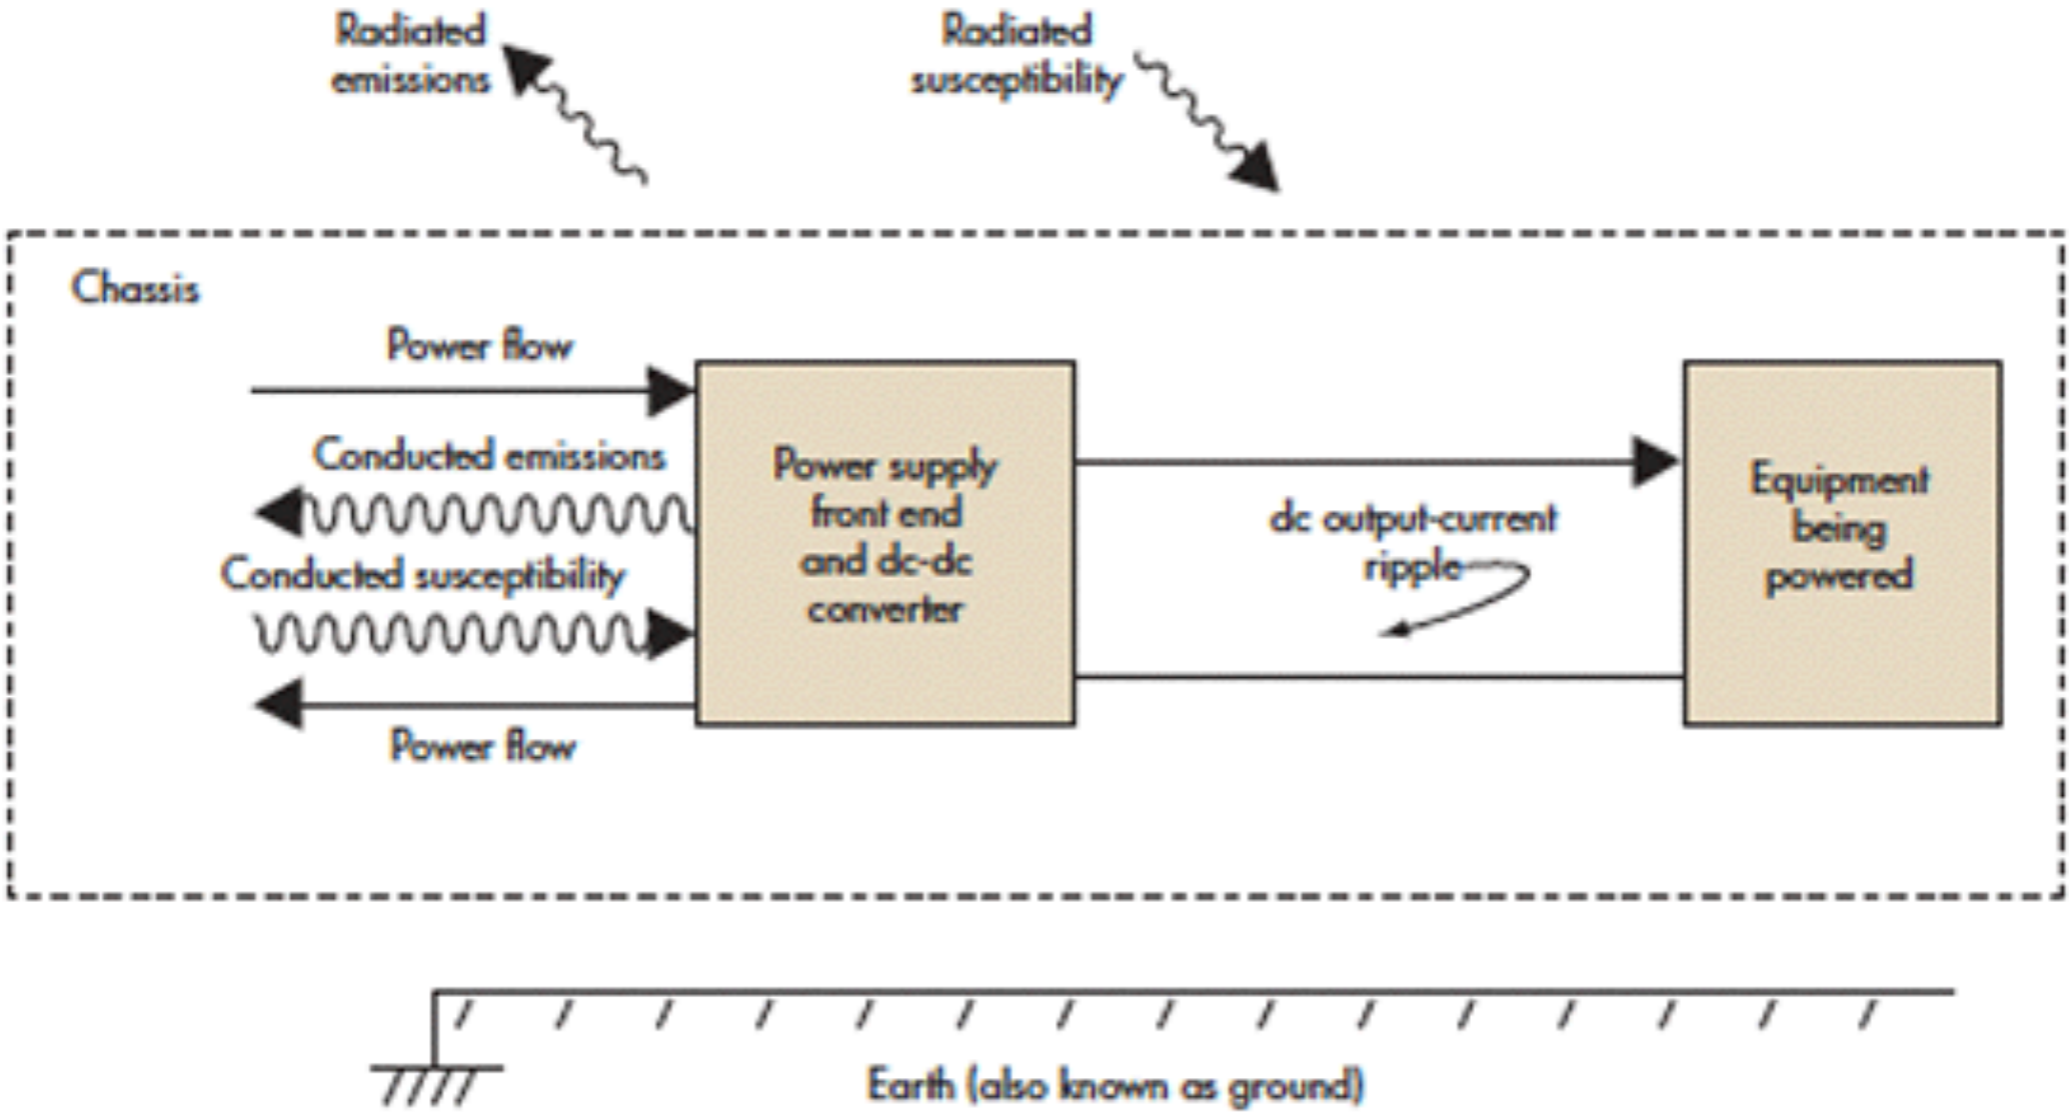 Radiated
emissions
Radiated
susceptibility
Chassis
Power flow
Conducted emissions
Conducted susceptibility
Power flow
Power supply
front end
and dc-dc
converter
dc output-current
ripple
Equipment
being
powered
Earth (also known as ground)